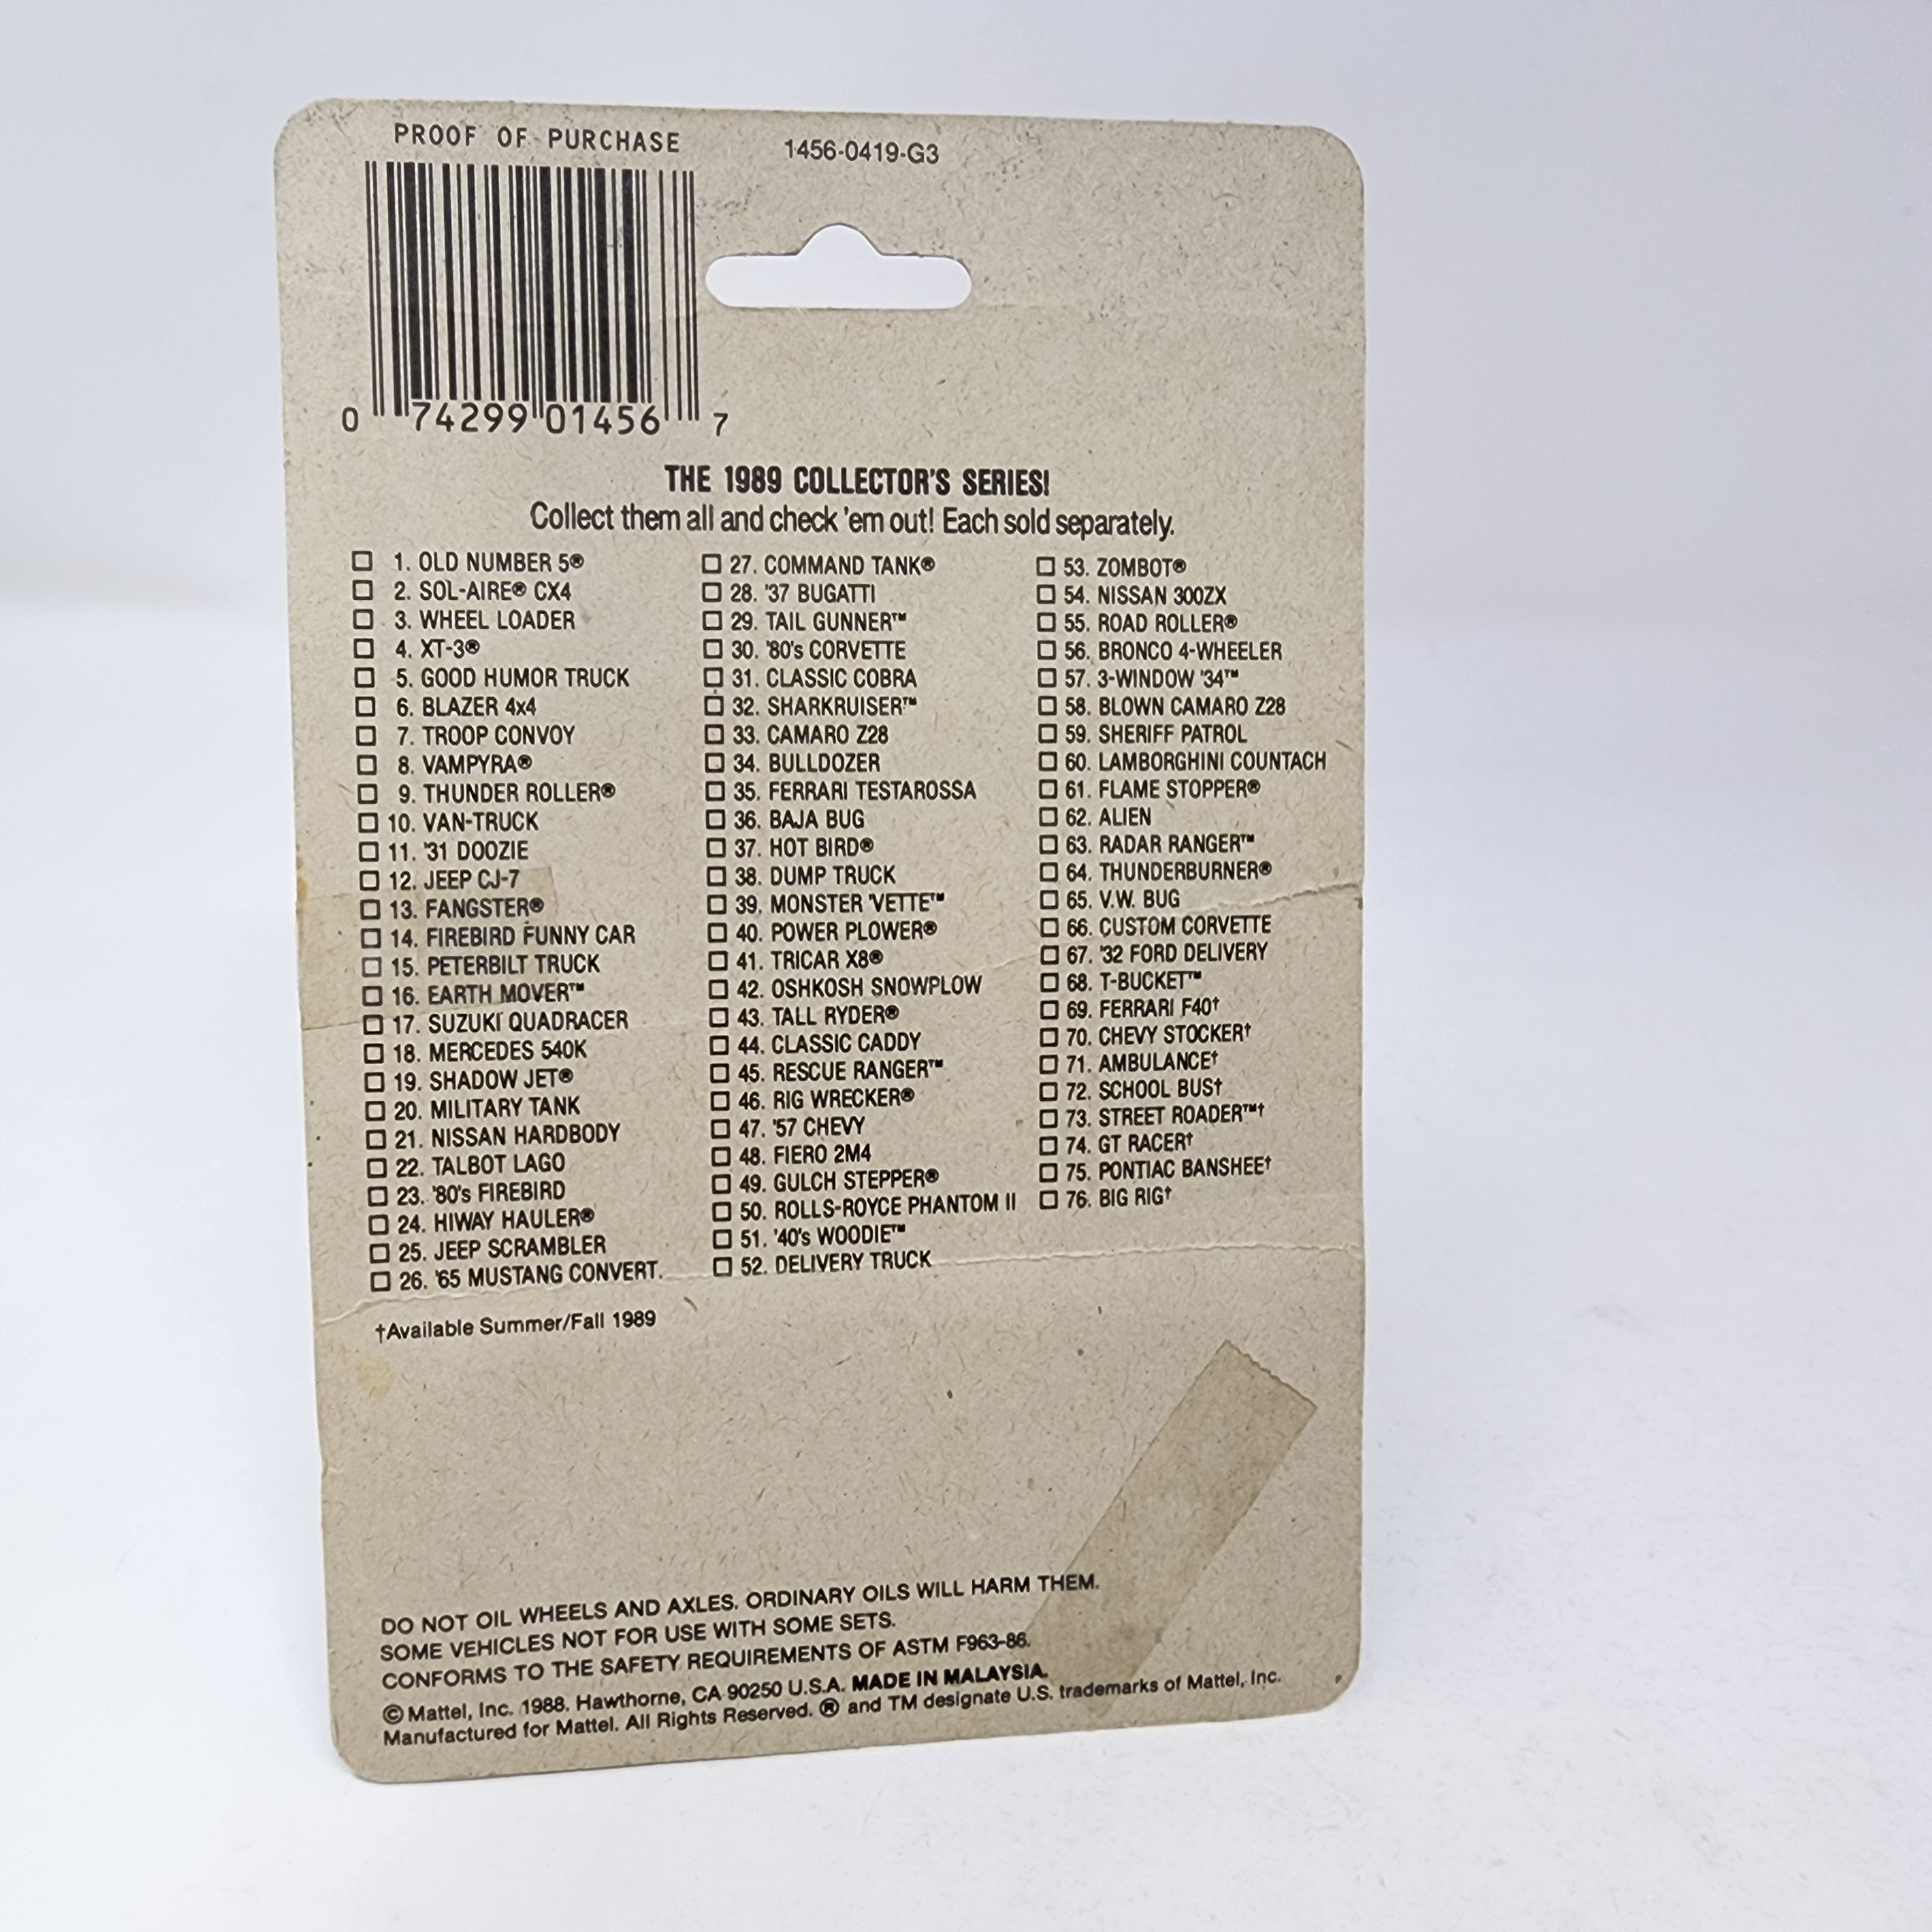 PROOF OF PURCHASE
1456-0419-G3
0 74299 01456 7
THE 1989 COLLECTOR'S SERIES!
Collect them all and check 'em out! Each sold separately.
1. OLD NUMBER 5®
2. SOL-AIRE® CX4
3. WHEEL LOADER
4. XT-3®
5. GOOD HUMOR TRUCK
6. BLAZER 4x4
7. TROOP CONVOY
8. VAMPYRA®
9. THUNDER ROLLER®
10. VAN-TRUCK
11. '31 DOOZIE
12. JEEP CJ-7
13. FANGSTER®
14. FIREBIRD FUNNY CAR
15. PETERBILT TRUCK
16. EARTH MOVER™
17. SUZUKI QUADRACER
18. MERCEDES 540K
19. SHADOW JET®
20. MILITARY TANK
21. NISSAN HARDBODY
22. TALBOT LAGO
23. '80's FIREBIRD
24. HIWAY HAULER®
25. JEEP SCRAMBLER
26. '65 MUSTANG CONVERT.
27. COMMAND TANK®
28. '37 BUGATTI
29. TAIL GUNNER™
30. '80's CORVETTE
31. CLASSIC COBRA
32. SHARKRUISER™
33. CAMARO Z28
34. BULLDOZER
35. FERRARI TESTAROSSA
36. BAJA BUG
37. HOT BIRD®
38. DUMP TRUCK
39. MONSTER 'VETTE™
40. POWER PLOWER®
41. TRICAR X8®
42. OSHKOSH SNOWPLOW
43. TALL RYDER®
44. CLASSIC CADDY
45. RESCUE RANGER™
46. RIG WRECKER®
47. '57 CHEVY
48. FIERO 2M4
49. GULCH STEPPER®
50. ROLLS-ROYCE PHANTOM II
51. '40's WOODIE™
52. DELIVERY TRUCK
53. ZOMBOT®
54. NISSAN 300ZX
55. ROAD ROLLER®
56. BRONCO 4-WHEELER
57. 3-WINDOW '34™
58. BLOWN CAMARO Z28
59. SHERIFF PATROL
60. LAMBORGHINI COUNTACH
61. FLAME STOPPER®
62. ALIEN
63. RADAR RANGER™
64. THUNDERBURNER®
65. V.W. BUG
66. CUSTOM CORVETTE
67. '32 FORD DELIVERY
68. T-BUCKET™
69. FERRARI F40†
70. CHEVY STOCKER†
71. AMBULANCE†
72. SCHOOL BUS†
73. STREET ROADER™†
74. GT RACER†
75. PONTIAC BANSHEE†
76. BIG RIG†
†Available Summer/Fall 1989
DO NOT OIL WHEELS AND AXLES. ORDINARY OILS WILL HARM THEM.
SOME VEHICLES NOT FOR USE WITH SOME SETS.
CONFORMS TO THE SAFETY REQUIREMENTS OF ASTM F963-86.
© Mattel, Inc. 1988. Hawthorne, CA 90250 U.S.A. MADE IN MALAYSIA.
Manufactured for Mattel. All Rights Reserved. ® and TM designate U.S. trademarks of Mattel, Inc.